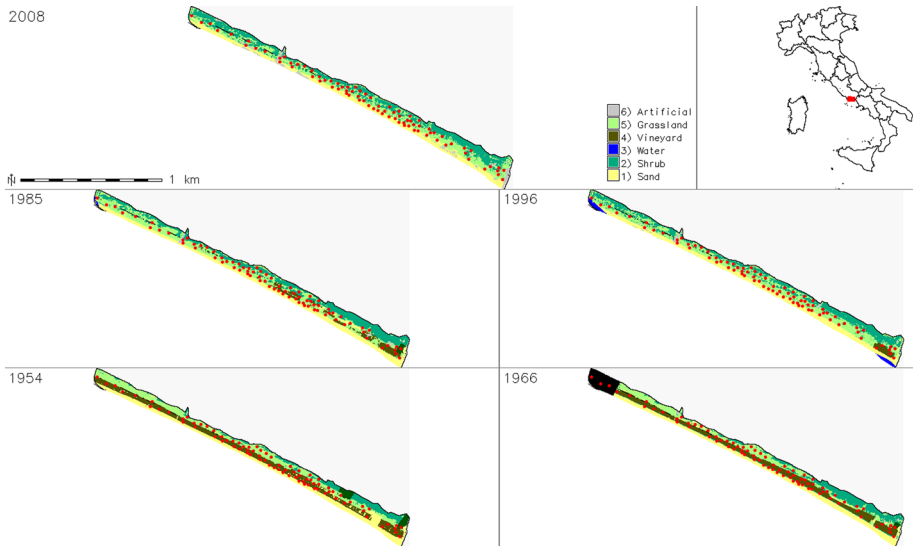 2008
6) Artificial
5) Grassland
4) Vineyard
3) Water
2) Shrub
1) Sand
N
1 km
1985
1996
1954
1966